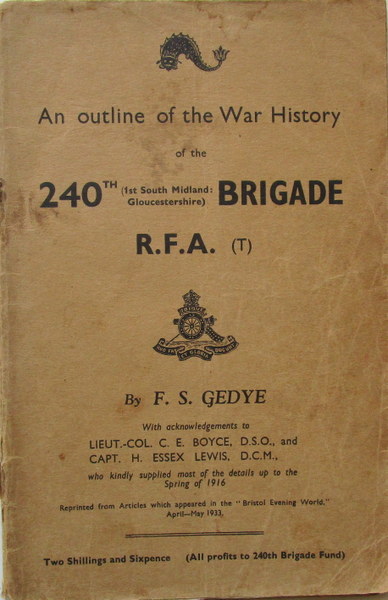 An outline of the War History
of the
240TH (1st South Midland: Gloucestershire) BRIGADE
R.F.A. (T)
By F. S. GEDYE
With acknowledgements to
LIEUT.-COL. C. E. BOYCE, D.S.O., and
CAPT. H. ESSEX LEWIS, D.C.M.,
who kindly supplied most of the details up to the
Spring of 1916
Reprinted from Articles which appeared in the "Bristol Evening World,"
April—May 1933.
Two Shillings and Sixpence (All profits to 240th Brigade Fund)